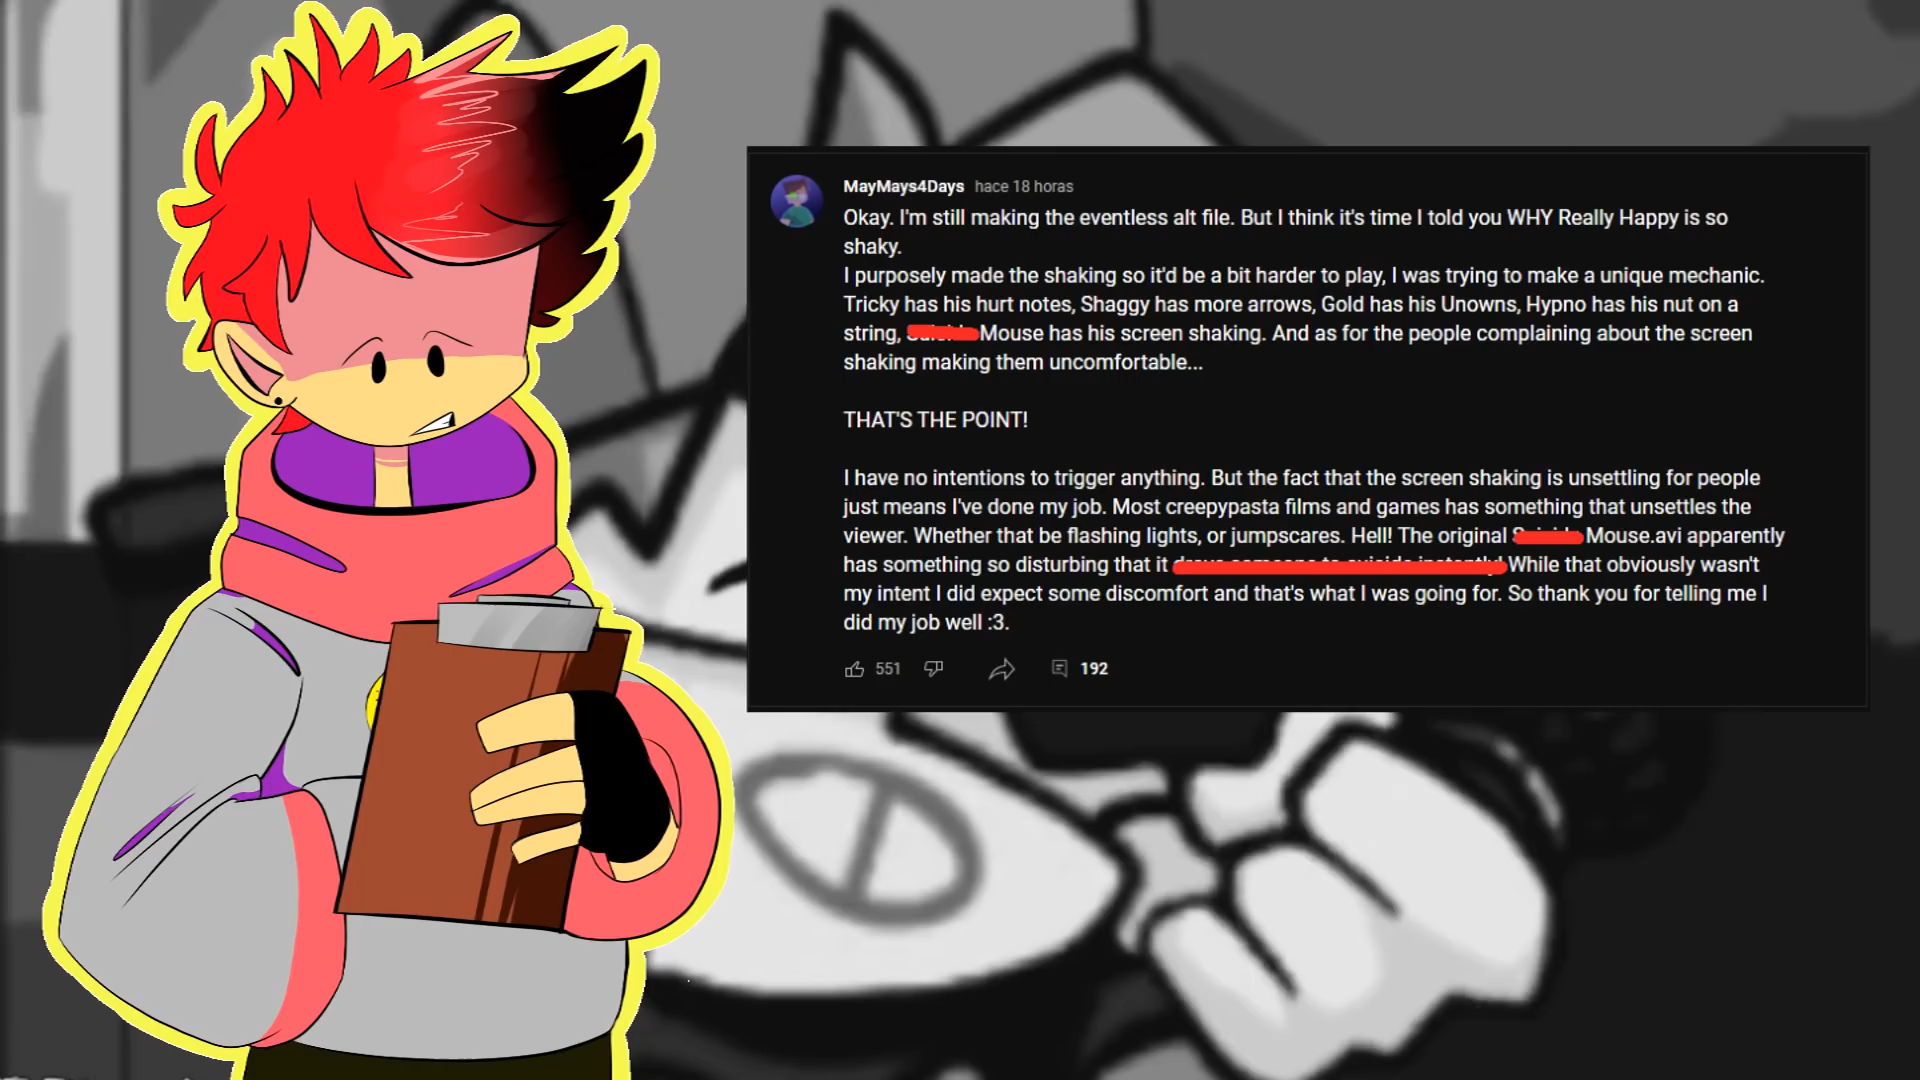 MayMays4Days hace 18 horas
Okay. I'm still making the eventless alt file. But I think it's time I told you WHY Really Happy is so
shaky.
I purposely made the shaking so it'd be a bit harder to play, I was trying to make a unique mechanic.
Tricky has his hurt notes, Shaggy has more arrows, Gold has his Unowns, Hypno has his nut on a
string, Mouse has his screen shaking. And as for the people complaining about the screen
shaking making them uncomfortable...
THAT'S THE POINT!
I have no intentions to trigger anything. But the fact that the screen shaking is unsettling for people
just means I've done my job. Most creepypasta films and games has something that unsettles the
viewer. Whether that be flashing lights, or jumpscares. Hell! The original Mouse.avi apparently
has something so disturbing that it While that obviously wasn't
my intent I did expect some discomfort and that's what I was going for. So thank you for telling me I
did my job well :3.
551 192